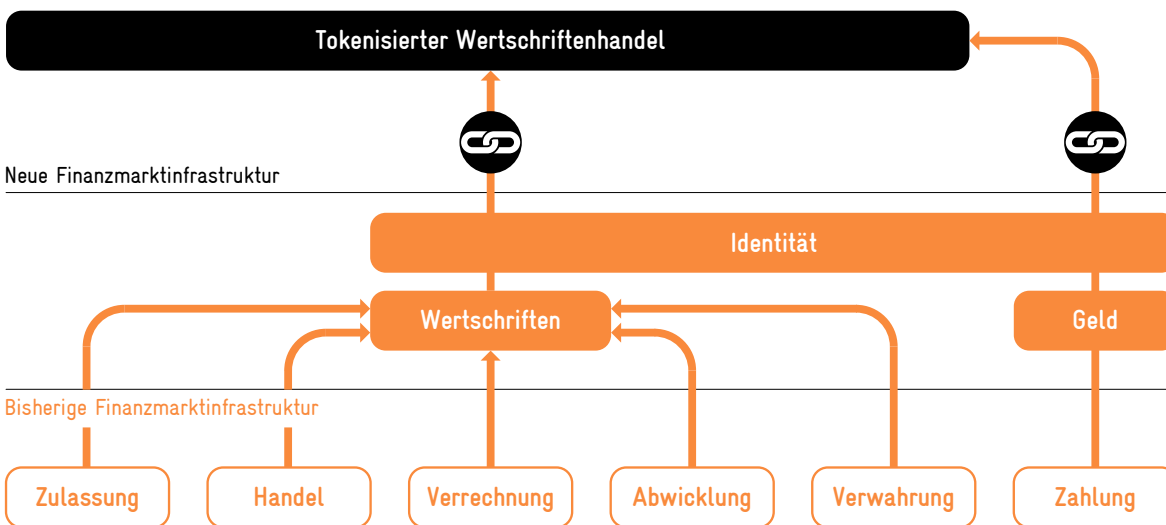 Tokenisierter Wertschriftenhandel
Neue Finanzmarktinfrastruktur
Identität
Wertschriften
Geld
Bisherige Finanzmarktinfrastruktur
Zulassung
Handel
Verrechnung
Abwicklung
Verwahrung
Zahlung